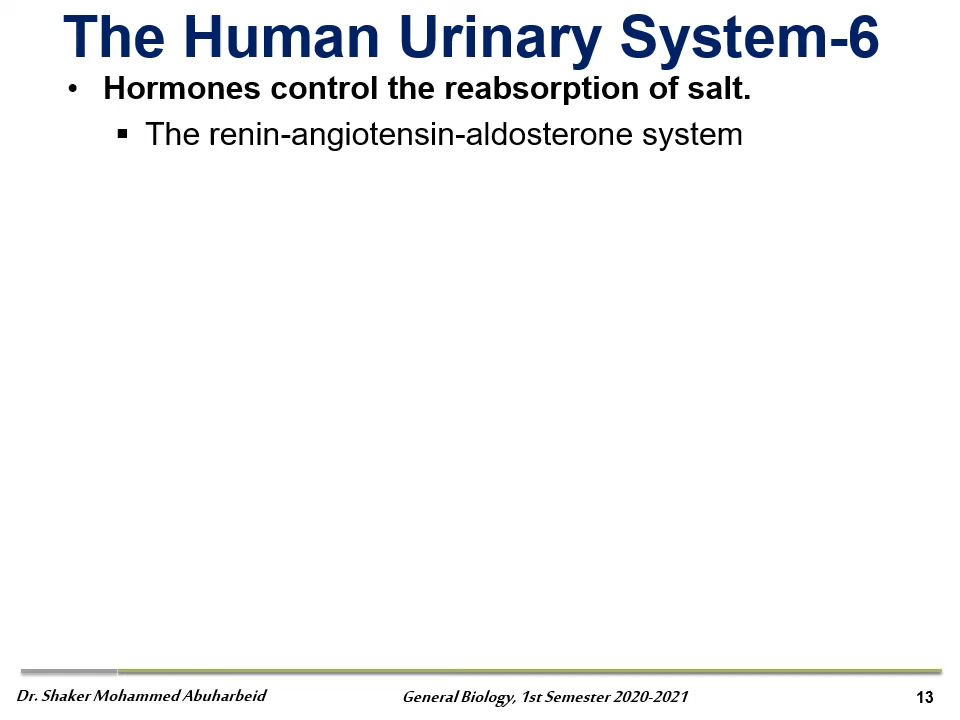 The Human Urinary System-6
• Hormones control the reabsorption of salt.
▪ The renin-angiotensin-aldosterone system
Dr. Shaker Mohammed Abuharbeid
General Biology, 1st Semester 2020-2021
13